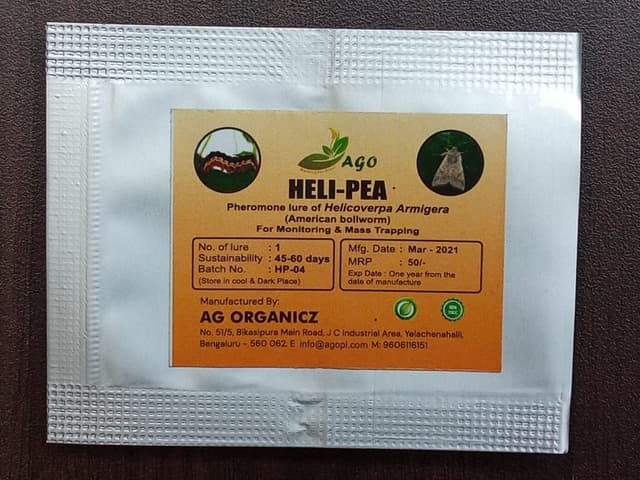 AGO
HELI-PEA
Pheromone lure of Helicoverpa Armigera
(American bollworm)
For Monitoring & Mass Trapping
No. of lure : 1
Sustainability : 45-60 days
Batch No. : HP-04
(Store in cool & Dark Place)
Mfg. Date : Mar - 2021
MRP : 50/-
Exp Date : One year from the
date of manufacture
Manufactured By:
AG ORGANICZ
No. 51/5, Bikasipura Main Road, J C Industrial Area, Yelachenahalli,
Bengaluru – 560 062. E info@agopl.com M: 9606116151